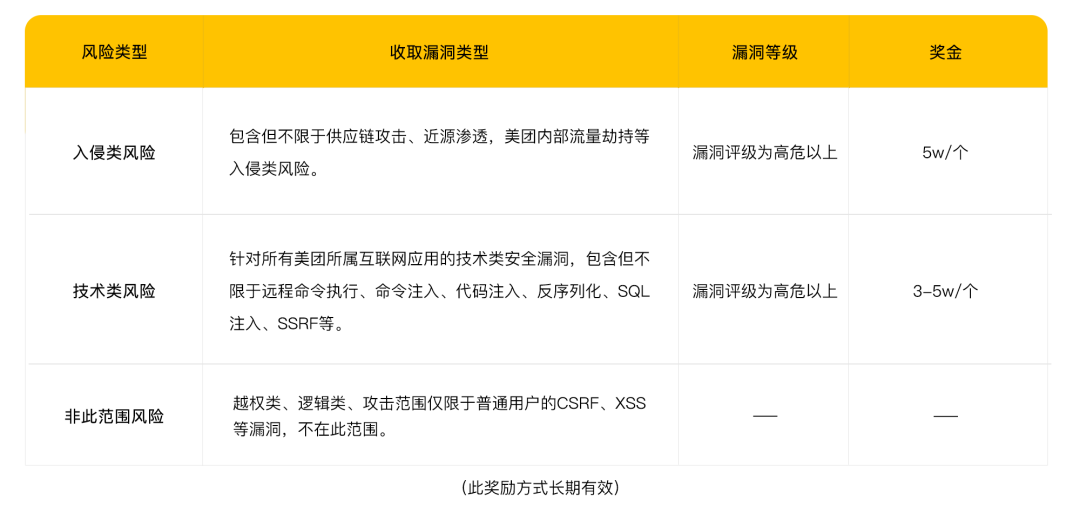 风险类型
收取漏洞类型
漏洞等级
奖金
入侵类风险
包含但不限于供应链攻击、近源渗透，美团内部流量劫持等
入侵类风险。
漏洞评级为高危以上
5w/个
技术类风险
针对所有美团所属互联网应用的技术类安全漏洞，包含但不
限于远程命令执行、命令注入、代码注入、反序列化、SQL
注入、SSRF等。
漏洞评级为高危以上
3-5w/个
非此范围风险
越权类、逻辑类、攻击范围仅限于普通用户的CSRF、XSS
等漏洞，不在此范围。
——
——
（此奖励方式长期有效）